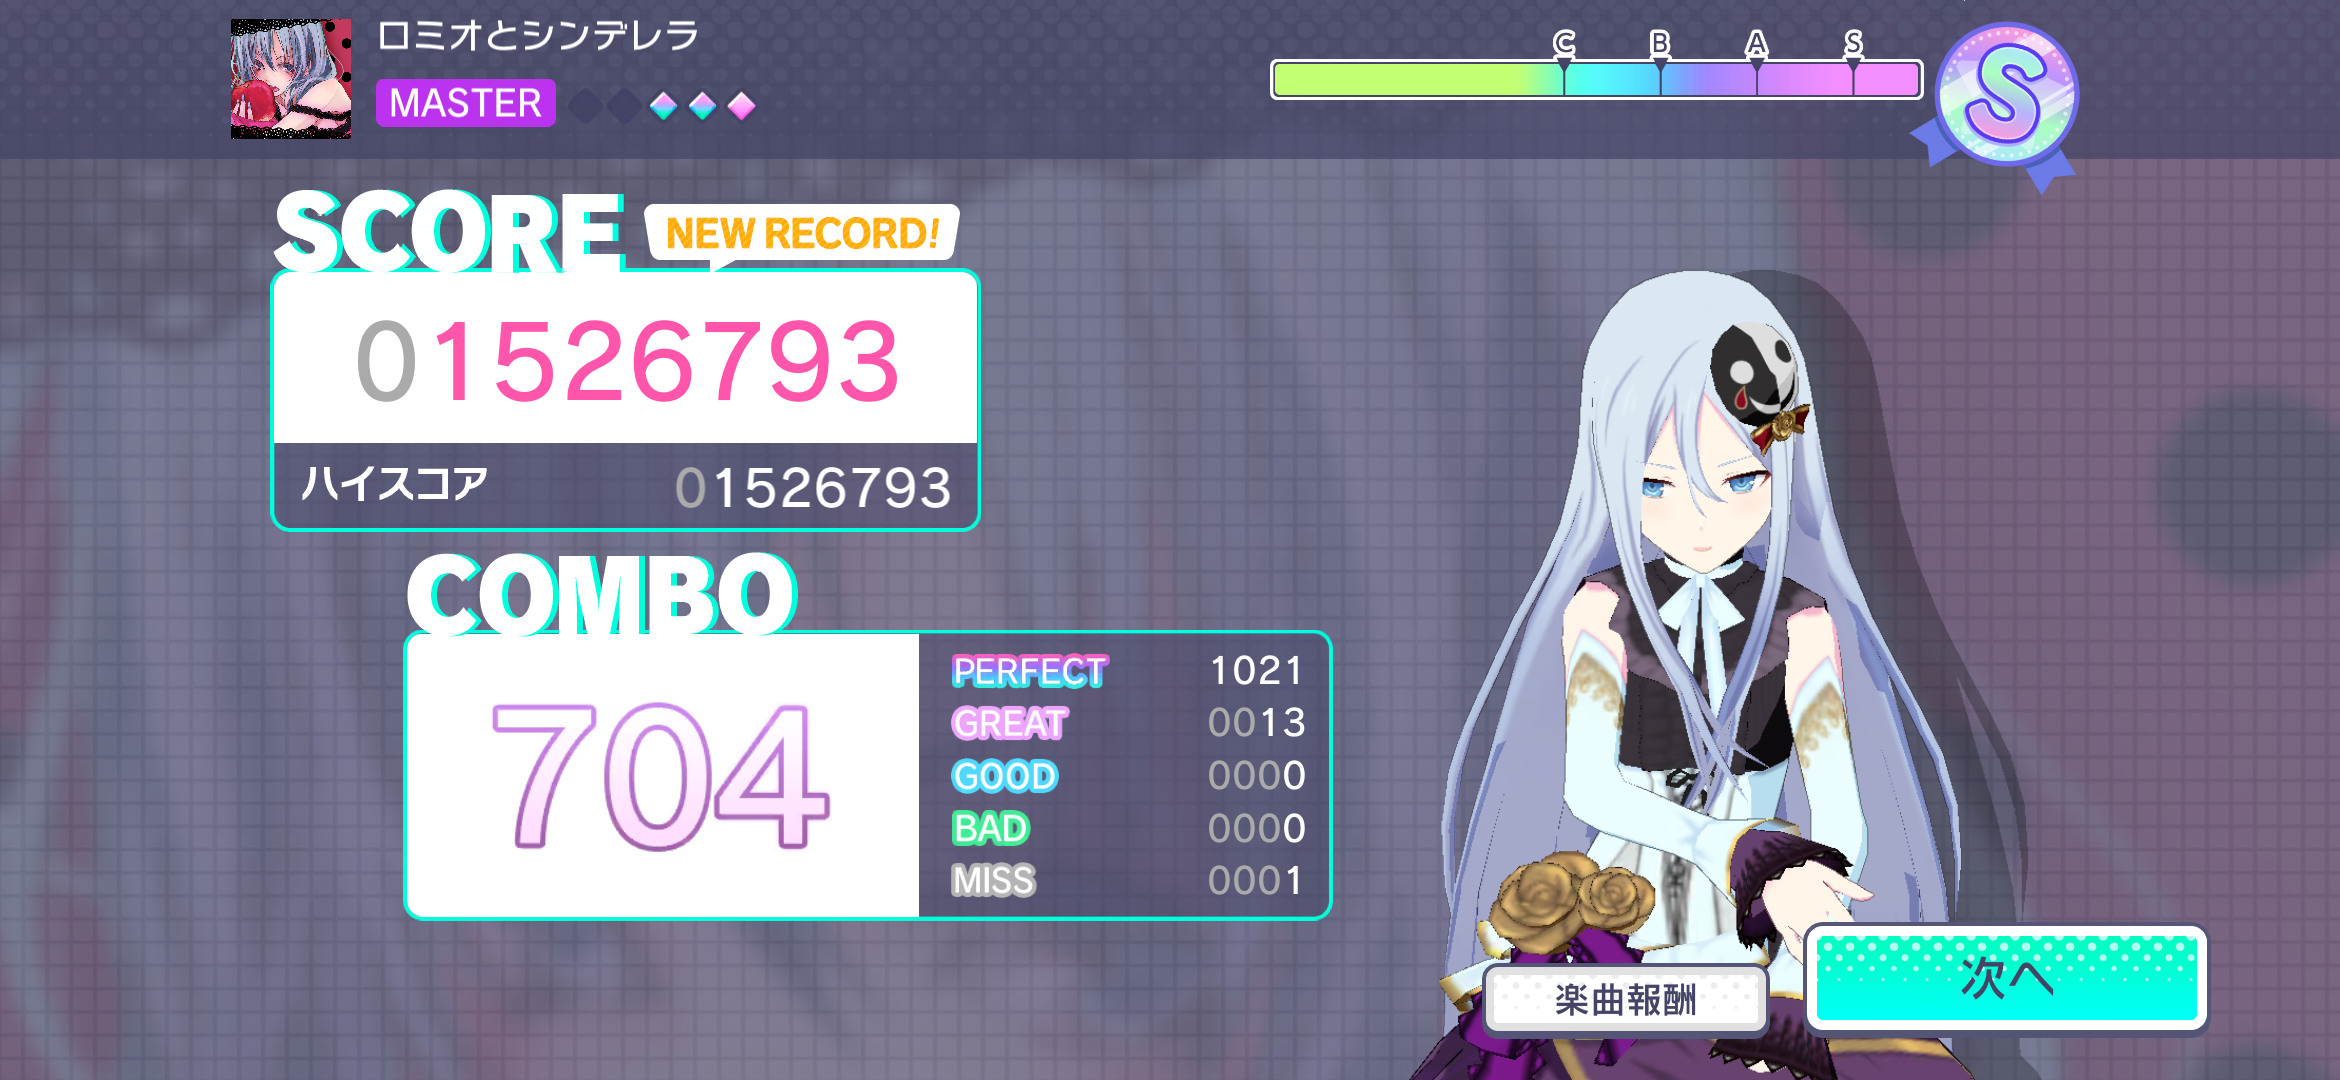 ロミオとシンデレラ
MASTER
C B A S
S
SCORE
NEW RECORD!
01526793
ハイスコア 01526793
COMBO
704
PERFECT 1021
GREAT 0013
GOOD 0000
BAD 0000
MISS 0001
楽曲報酬
次へ